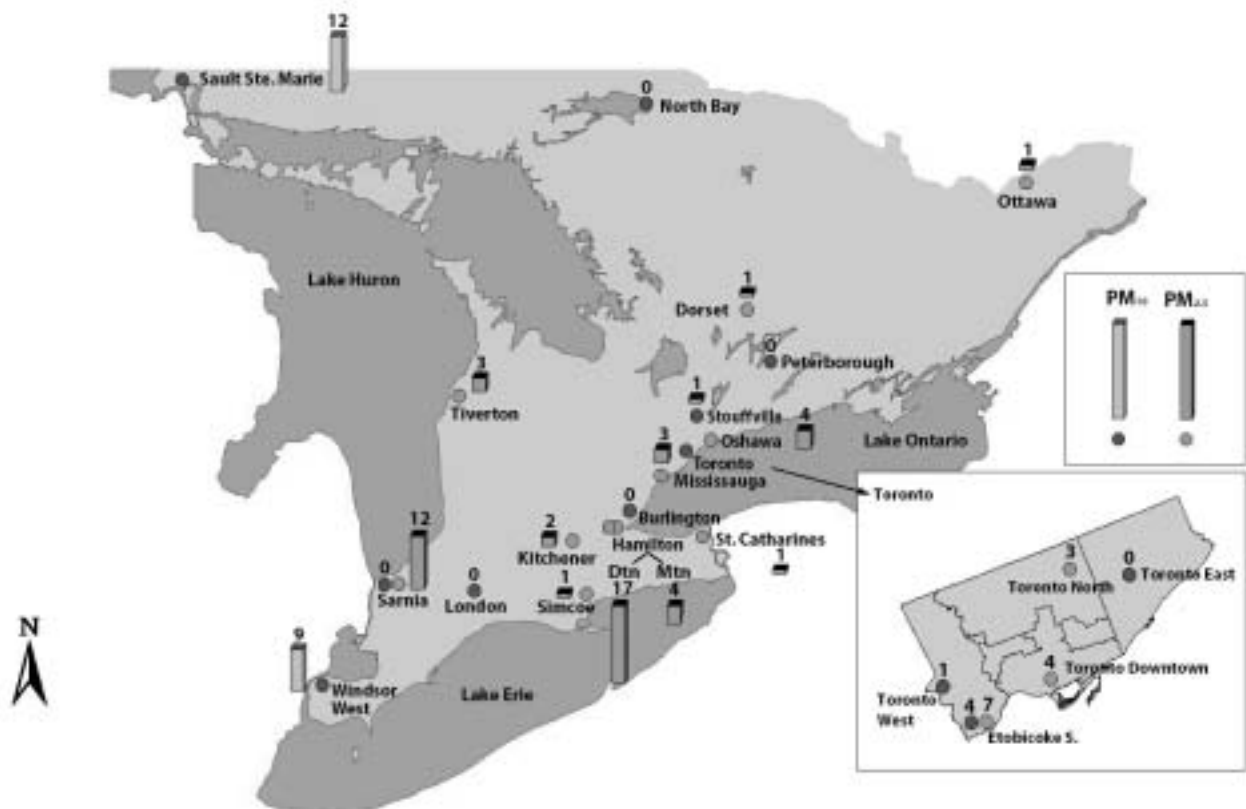 12
Sault Ste. Marie
0
North Bay
1
Ottawa
Lake Huron
1
Dorset
PM10 PM2.5
0
Peterborough
3
Tiverton
1
Stouffvilla
4
Oshawa
Lake Ontario
3
Toronto
Mississauga
Toronto
0
Burlington
2
Kitchener
Hamilton
St. Catharines
1
Dtn Mtn
12
0
Sarnia
0
London
1
Simcoe
17
4
N
9
Windsor
West
Lake Erie
3
Toronto North
0
Toronto East
4
Toronto Downtown
1
Toronto
West
4 7
Etobicoke S.